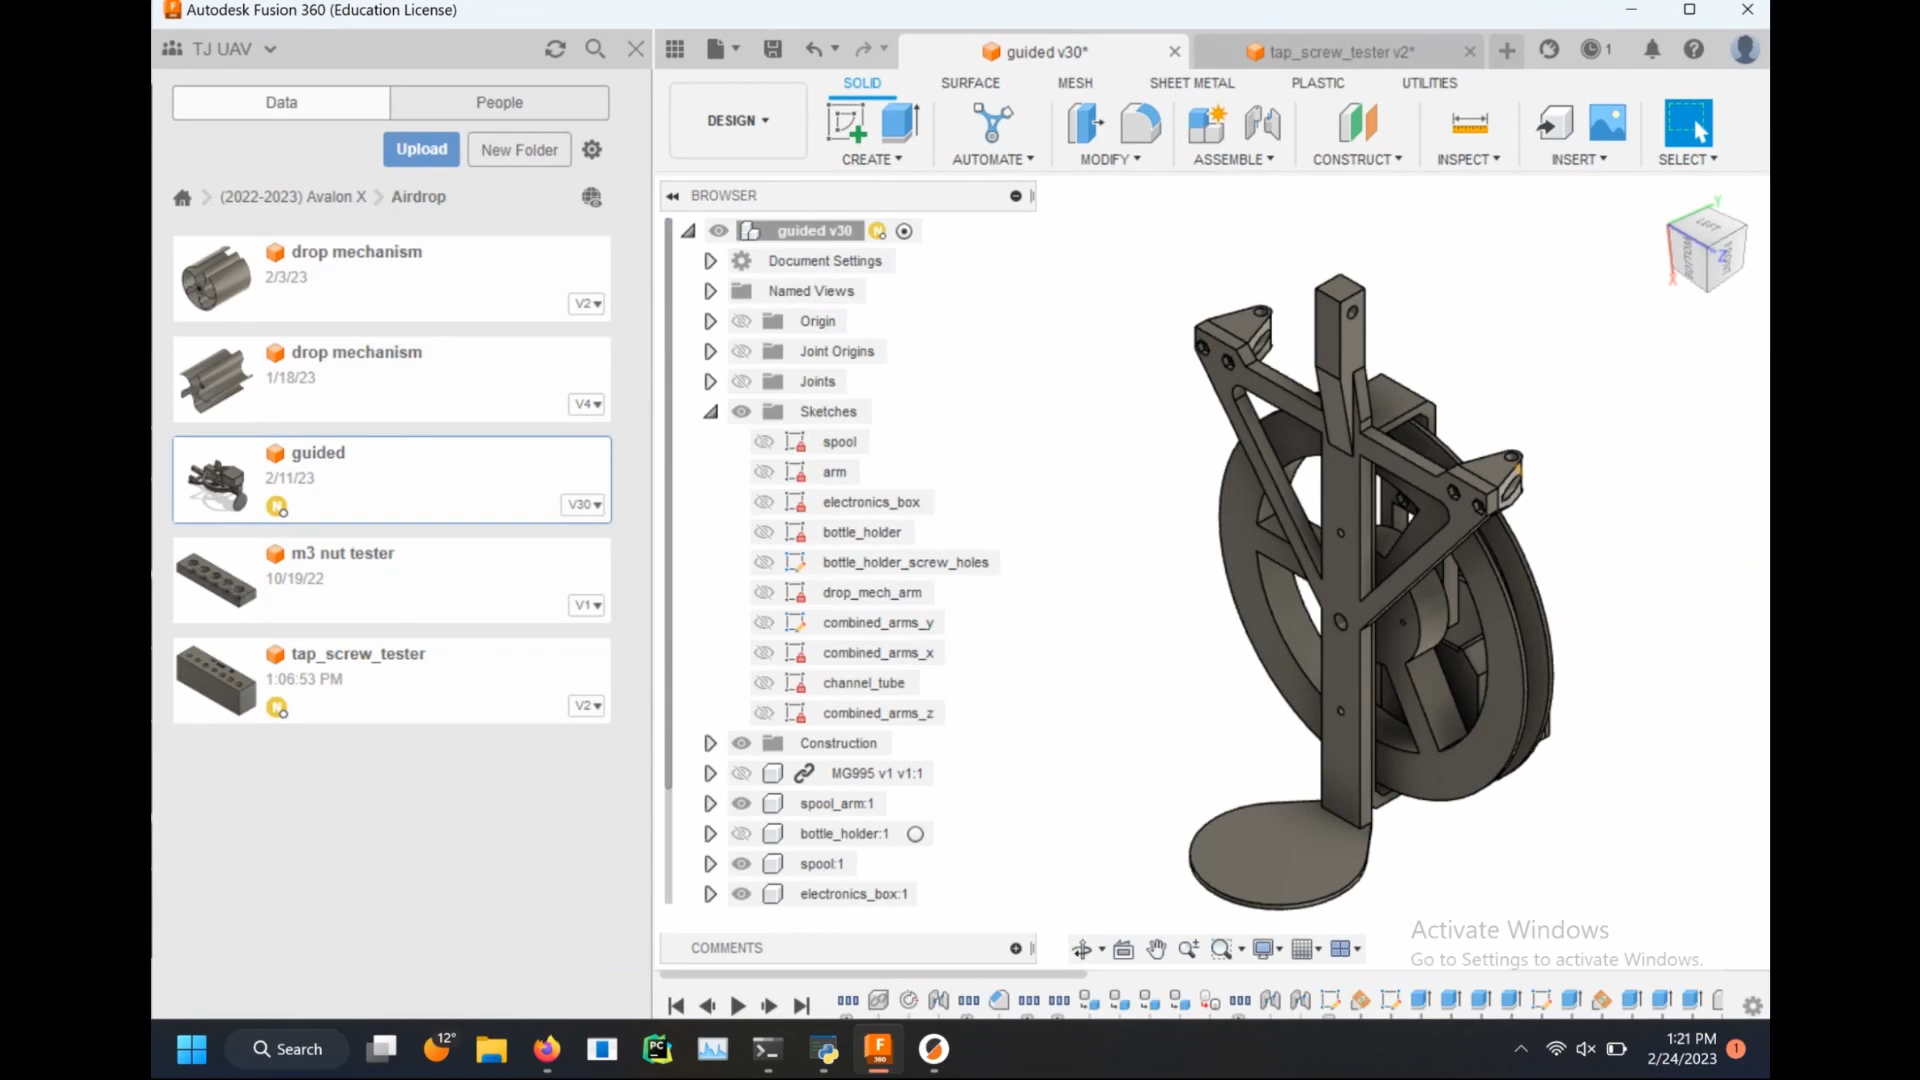 Autodesk Fusion 360 (Education License)
TJ UAV
guided v30*
tap_screw_tester v2*
1
Data
People
Upload
New Folder
(2022-2023) Avalon X
Airdrop
drop mechanism
2/3/23
V2
drop mechanism
1/18/23
V4
guided
2/11/23
N
V30
m3 nut tester
10/19/22
V1
tap_screw_tester
1:06:53 PM
N
V2
SOLID
SURFACE
MESH
SHEET METAL
PLASTIC
UTILITIES
DESIGN
CREATE
AUTOMATE
MODIFY
ASSEMBLE
CONSTRUCT
INSPECT
INSERT
SELECT
BROWSER
guided v30
N
Document Settings
Named Views
Origin
Joint Origins
Joints
Sketches
spool
arm
electronics_box
bottle_holder
bottle_holder_screw_holes
drop_mech_arm
combined_arms_y
combined_arms_x
channel_tube
combined_arms_z
Construction
MG995 v1 v1:1
spool_arm:1
bottle_holder:1
spool:1
electronics_box:1
COMMENTS
Y
LEFT
BOTTOM
Z
X
Activate Windows
Go to Settings to activate Windows.
Search
12°
PC
F
360
1:21 PM
2/24/2023
1